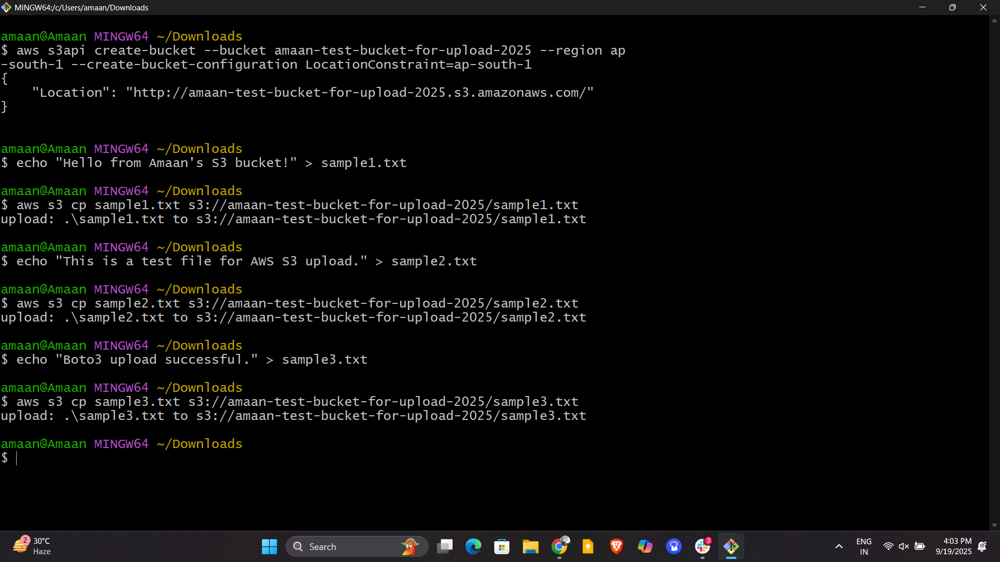 MINGW64:/c/Users/amaan/Downloads
amaan@Amaan MINGW64 ~/Downloads
$ aws s3api create-bucket --bucket amaan-test-bucket-for-upload-2025 --region ap
-south-1 --create-bucket-configuration LocationConstraint=ap-south-1
{
    "Location": "http://amaan-test-bucket-for-upload-2025.s3.amazonaws.com/"
}
amaan@Amaan MINGW64 ~/Downloads
$ echo "Hello from Amaan's S3 bucket!" > sample1.txt
amaan@Amaan MINGW64 ~/Downloads
$ aws s3 cp sample1.txt s3://amaan-test-bucket-for-upload-2025/sample1.txt
upload: .\sample1.txt to s3://amaan-test-bucket-for-upload-2025/sample1.txt
amaan@Amaan MINGW64 ~/Downloads
$ echo "This is a test file for AWS S3 upload." > sample2.txt
amaan@Amaan MINGW64 ~/Downloads
$ aws s3 cp sample2.txt s3://amaan-test-bucket-for-upload-2025/sample2.txt
upload: .\sample2.txt to s3://amaan-test-bucket-for-upload-2025/sample2.txt
amaan@Amaan MINGW64 ~/Downloads
$ echo "Boto3 upload successful." > sample3.txt
amaan@Amaan MINGW64 ~/Downloads
$ aws s3 cp sample3.txt s3://amaan-test-bucket-for-upload-2025/sample3.txt
upload: .\sample3.txt to s3://amaan-test-bucket-for-upload-2025/sample3.txt
amaan@Amaan MINGW64 ~/Downloads
$
2
30°C
Haze
Search
3
ENG
IN
4:03 PM
9/19/2025